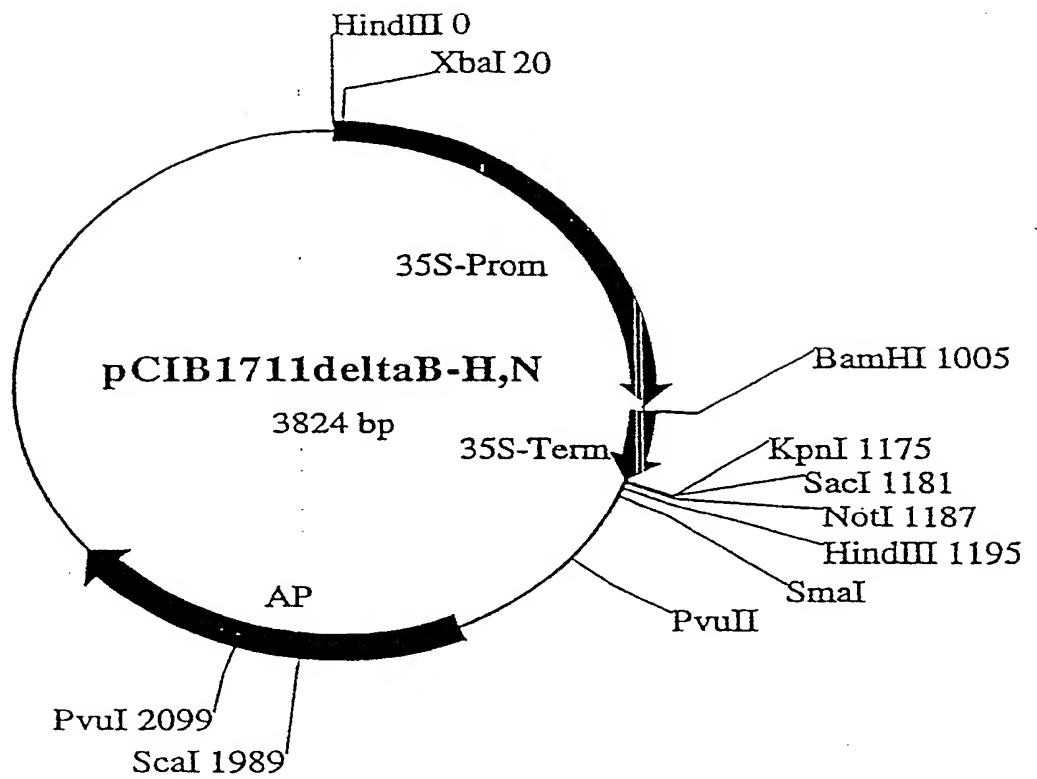 HindIII 0
XbaI 20
35S-Prom
pCIB1711deltaB-H,N
3824 bp
BamHI 1005
35S-Term
KpnI 1175
SacI 1181
NotI 1187
HindIII 1195
SmaI
PvuII
AP
PvuI 2099
ScaI 1989